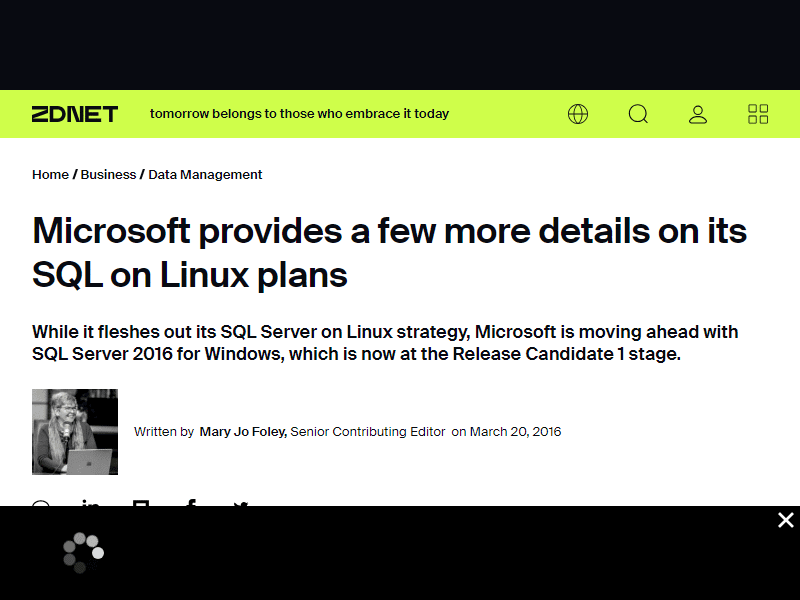 ZDNET tomorrow belongs to those who embrace it today
Home / Business / Data Management
Microsoft provides a few more details on its
SQL on Linux plans
While it fleshes out its SQL Server on Linux strategy, Microsoft is moving ahead with
SQL Server 2016 for Windows, which is now at the Release Candidate 1 stage.
Written by Mary Jo Foley, Senior Contributing Editor on March 20, 2016